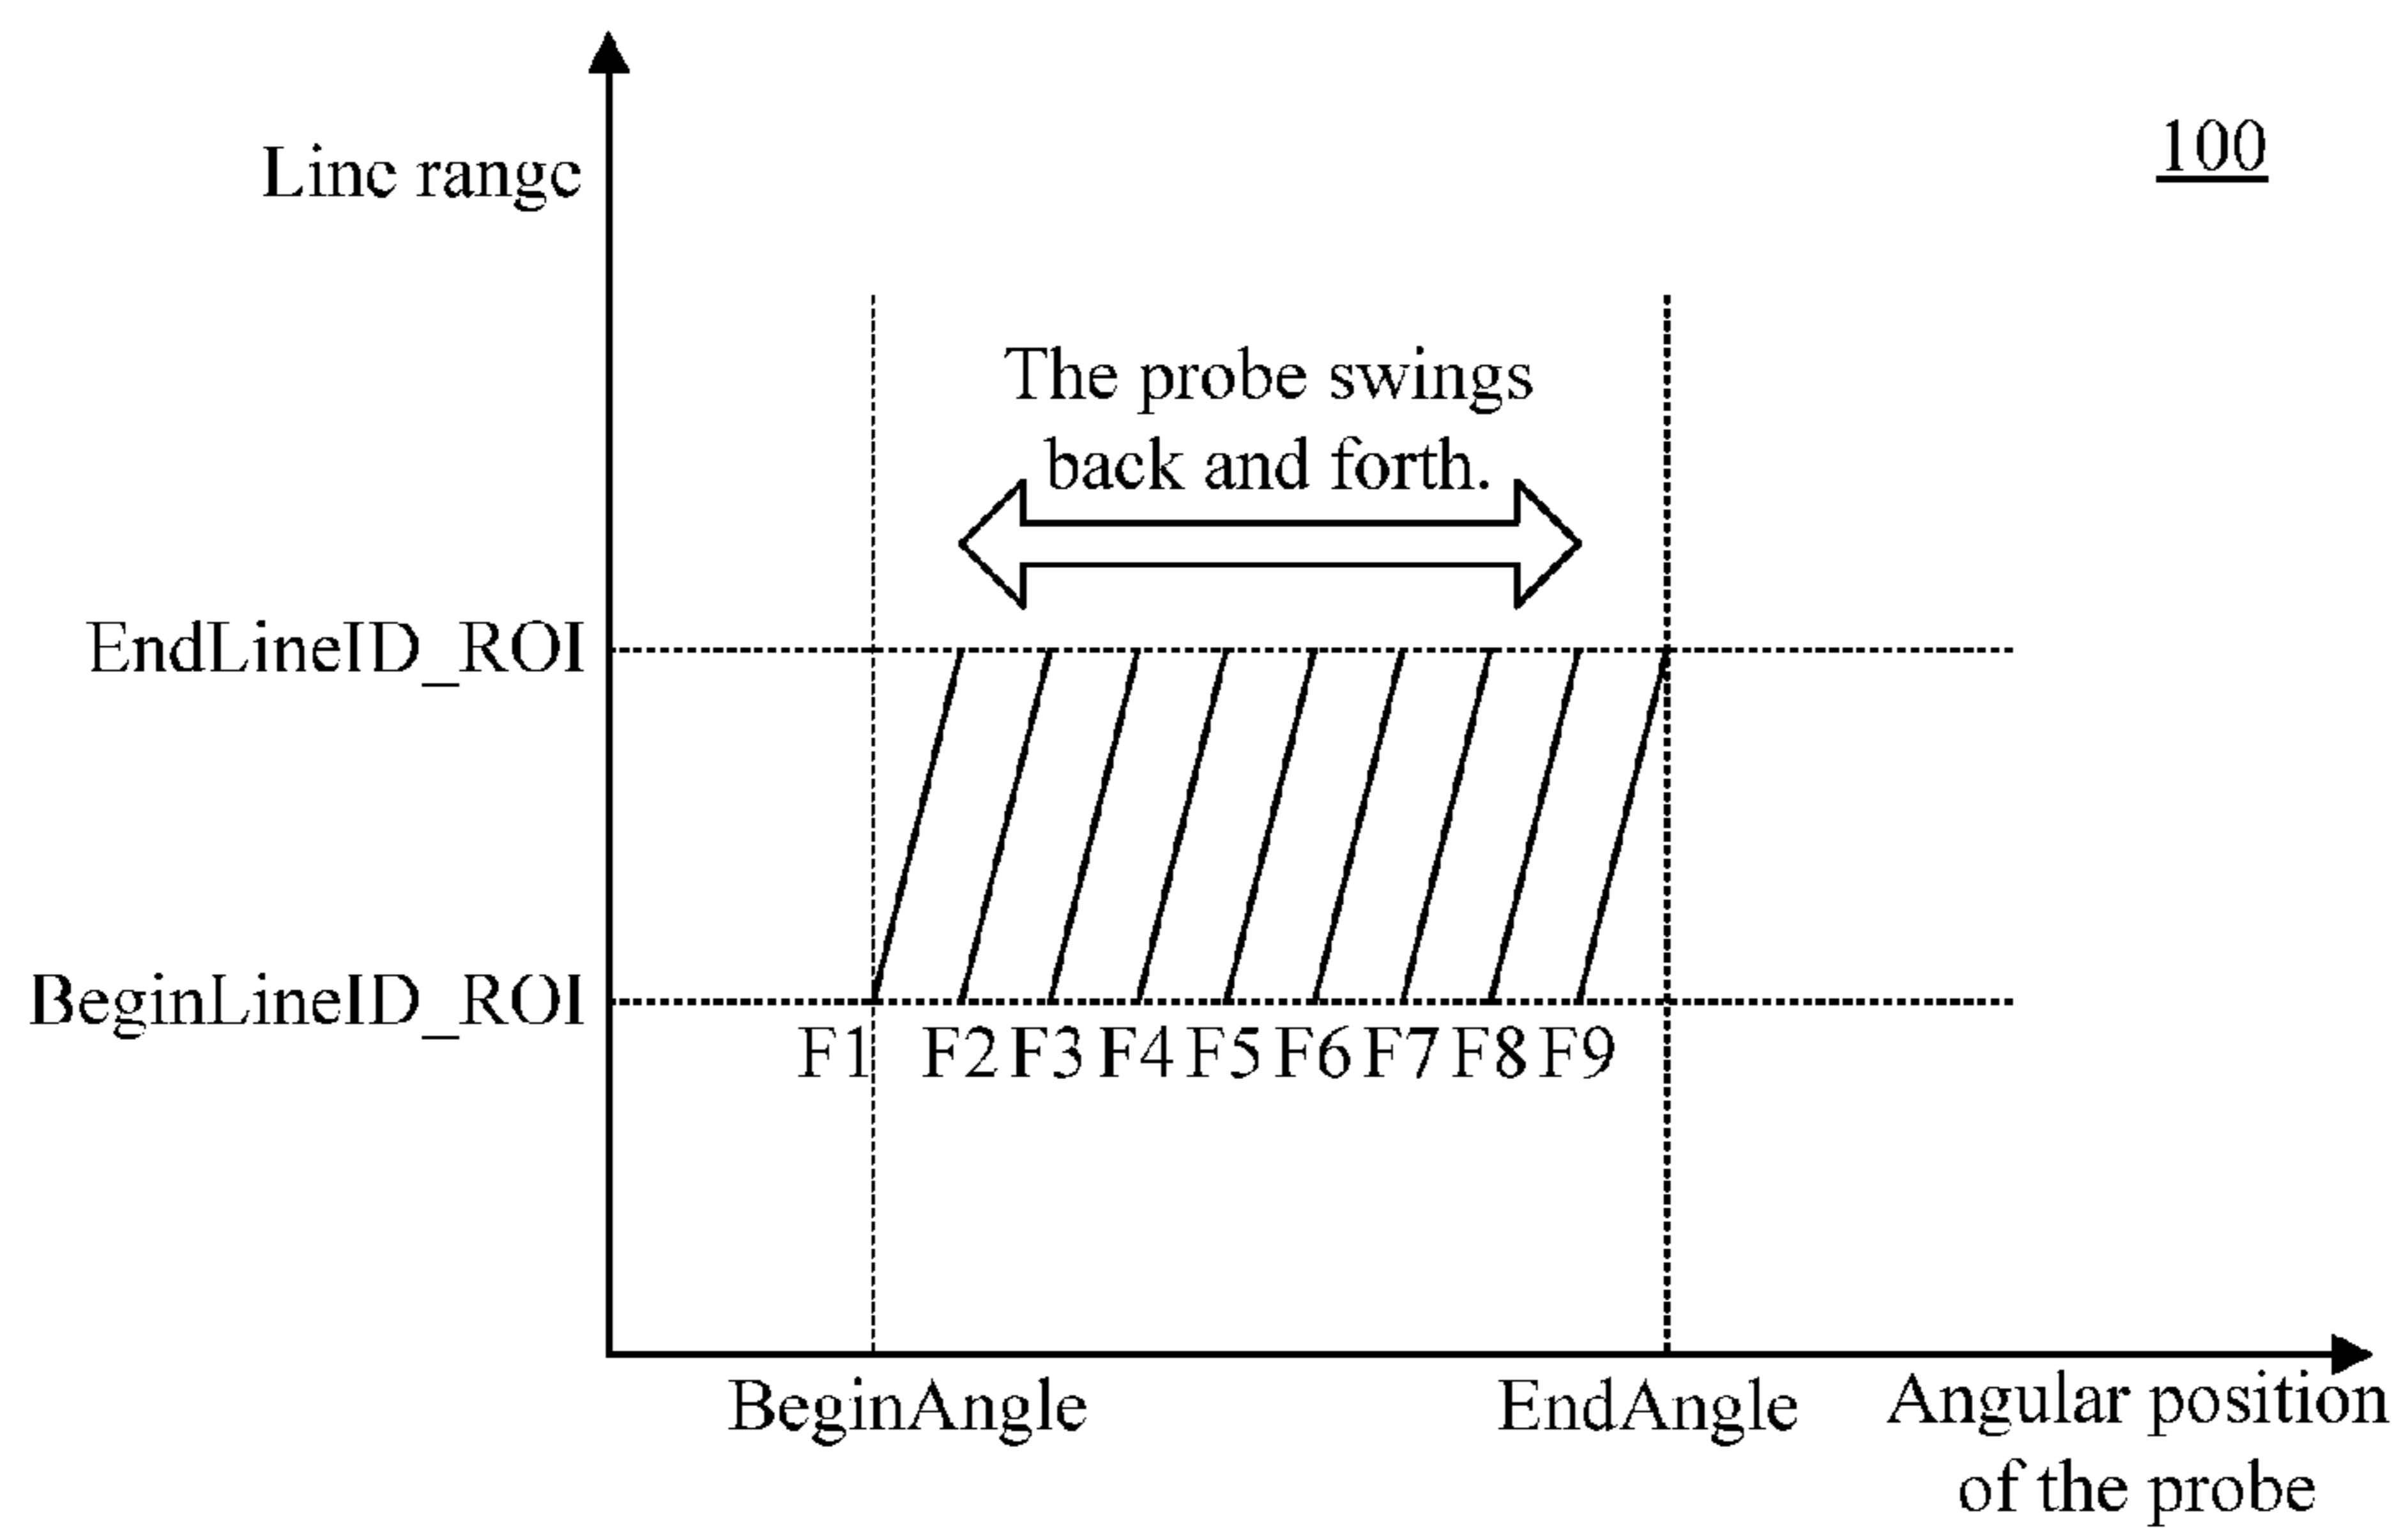 Line range
100
The probe swings
back and forth.
EndLineID_ROI
BeginLineID_ROI
F1 F2 F3 F4 F5 F6 F7 F8 F9
BeginAngle
EndAngle
Angular position
of the probe